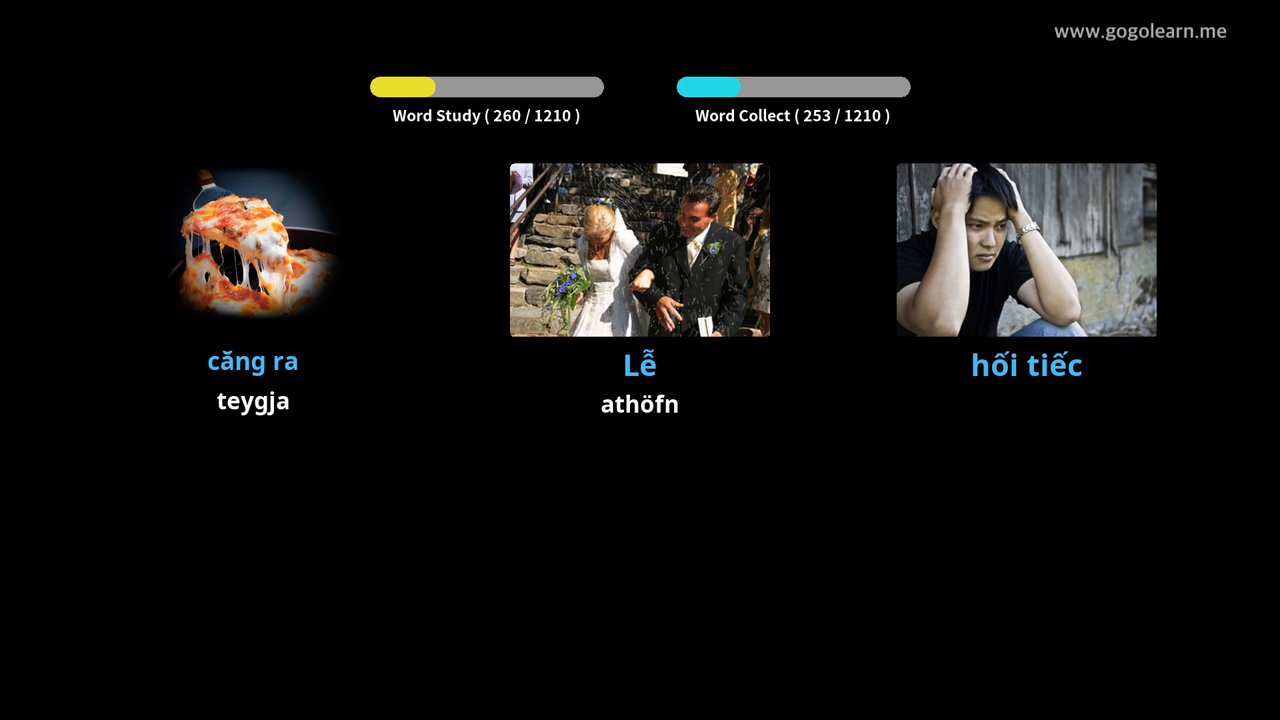 www.gogolearn.me
Word Study ( 260 / 1210 )
Word Collect ( 253 / 1210 )
căng ra
teygja
Lễ
athöfn
hối tiếc